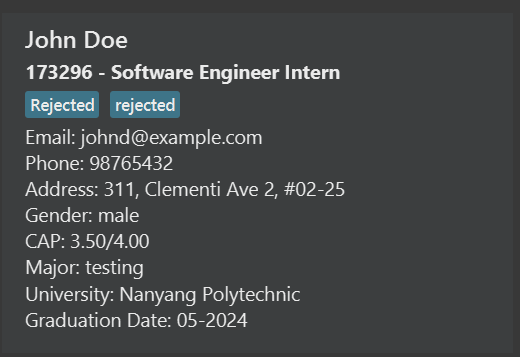 John Doe
173296 - Software Engineer Intern
Rejected rejected
Email: johnd@example.com
Phone: 98765432
Address: 311, Clementi Ave 2, #02-25
Gender: male
CAP: 3.50/4.00
Major: testing
University: Nanyang Polytechnic
Graduation Date: 05-2024